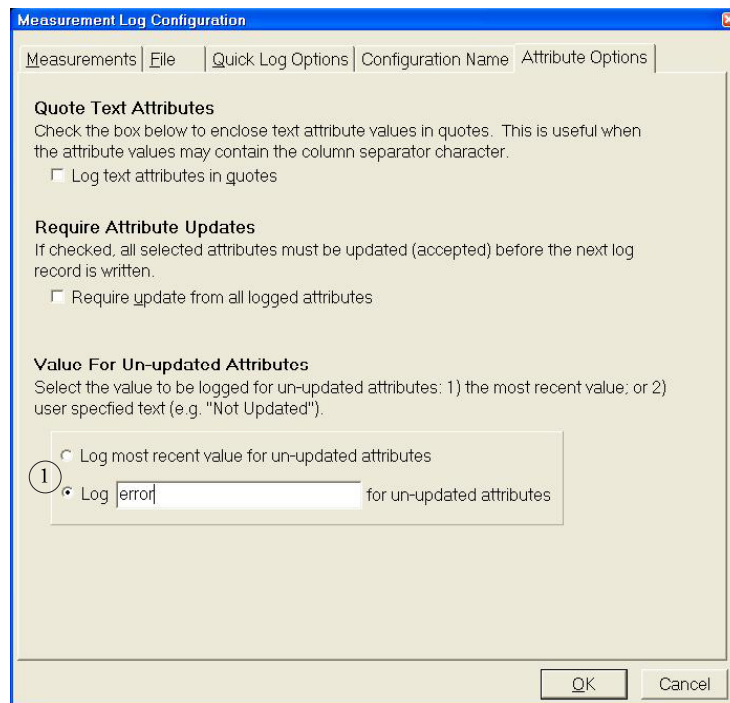 Measurement Log Configuration
Measurements File Quick Log Options Configuration Name Attribute Options
Quote Text Attributes
Check the box below to enclose text attribute values in quotes. This is useful when
the attribute values may contain the column separator character.
Log text attributes in quotes
Require Attribute Updates
If checked, all selected attributes must be updated (accepted) before the next log
record is written.
Require update from all logged attributes
Value For Un-updated Attributes
Select the value to be logged for un-updated attributes: 1) the most recent value; or 2)
user specfied text (e.g. "Not Updated").
Log most recent value for un-updated attributes
1
Log error for un-updated attributes
OK Cancel